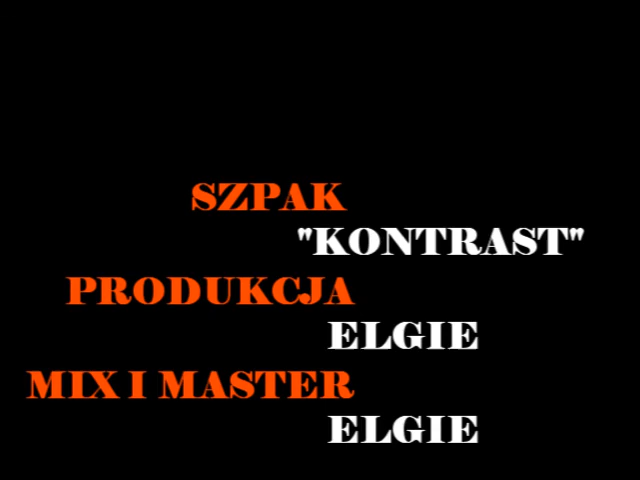 SZPAK
"KONTRAST"
PRODUKCJA
ELGIE
MIX I MASTER
ELGIE